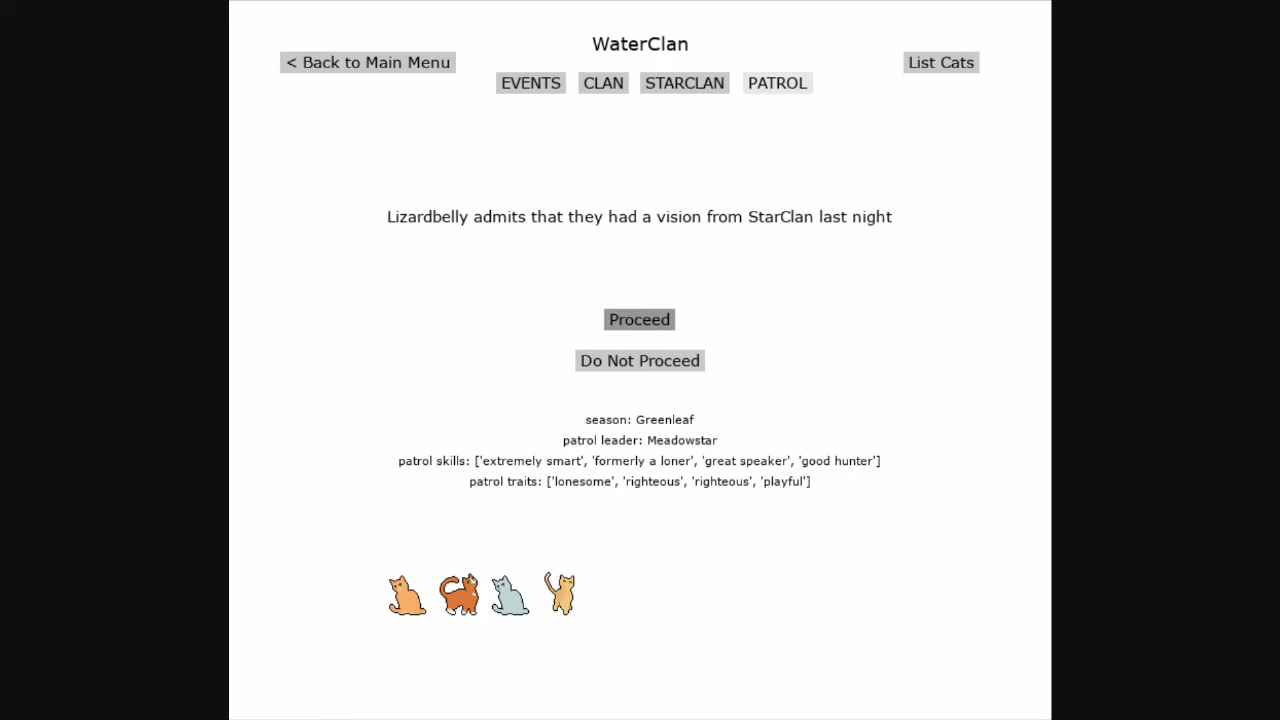 WaterClan
< Back to Main Menu
List Cats
EVENTS CLAN STARCLAN PATROL
Lizardbelly admits that they had a vision from StarClan last night
Proceed
Do Not Proceed
season: Greenleaf
patrol leader: Meadowstar
patrol skills: ['extremely smart', 'formerly a loner', 'great speaker', 'good hunter']
patrol traits: ['lonesome', 'righteous', 'righteous', 'playful']